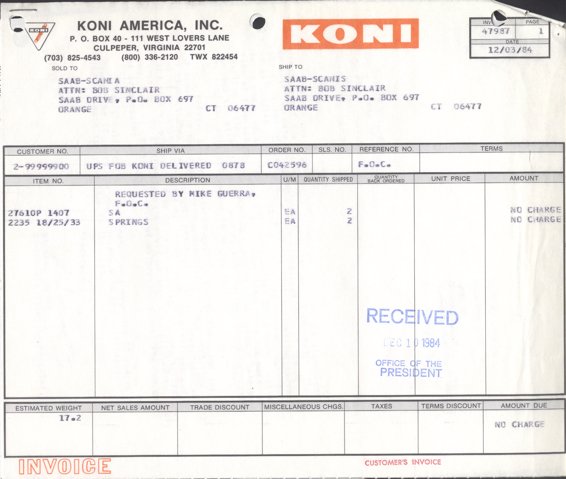 KONI AMERICA, INC.
P. O. BOX 40 - 111 WEST LOVERS LANE
CULPEPER, VIRGINIA 22701
(703) 825-4543 (800) 336-2120 TWX 822454
KONI
PAGE
47987 1
DATE
12/03/84
SOLD TO
SAAB-SCANIA
ATTN: BOB SINCLAIR
SAAB DRIVE, P.O. BOX 697
ORANGE CT 06477
SHIP TO
SAAB-SCANIS
ATTN: BOB SINCLAIR
SAAB DRIVE, P.O. BOX 697
ORANGE CT 06477
CUSTOMER NO. SHIP VIA ORDER NO. SLS. NO. REFERENCE NO. TERMS
2-99999900 UPS FOB KONI DELIVERED 0878 C042596 F.O.C.
ITEM NO. DESCRIPTION U/M QUANTITY SHIPPED QUANTITY BACK ORDERED UNIT PRICE AMOUNT
REQUESTED BY MIKE GUERRA,
F.O.C.
27610P 1407 SA EA 2 NO CHARGE
2235 18/25/33 SPRINGS EA 2 NO CHARGE
RECEIVED
DEC 10 1984
OFFICE OF THE
PRESIDENT
ESTIMATED WEIGHT NET SALES AMOUNT TRADE DISCOUNT MISCELLANEOUS CHGS. TAXES TERMS DISCOUNT AMOUNT DUE
17.2 NO CHARGE
INVOICE
CUSTOMER'S INVOICE